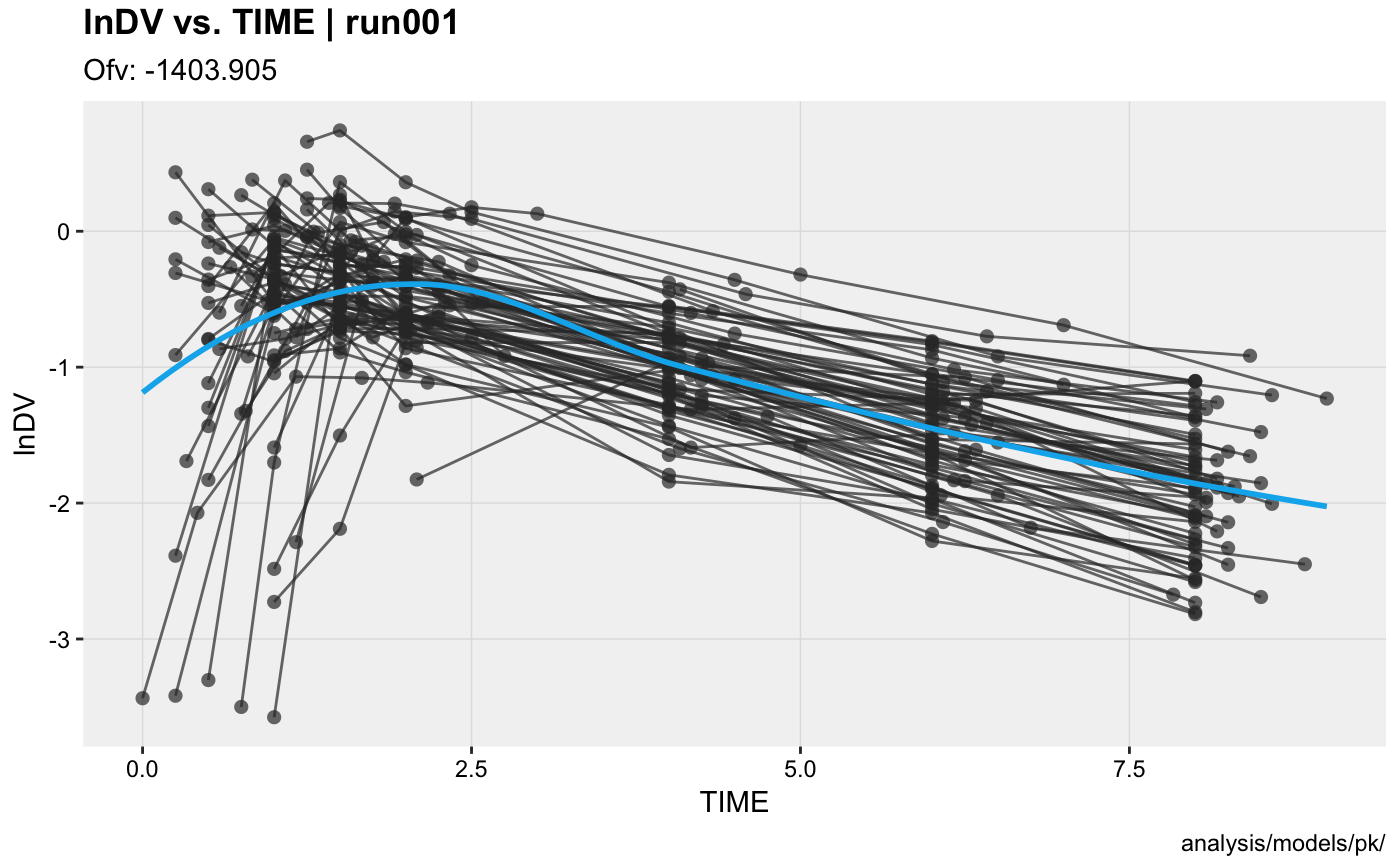 lnDV vs. TIME | run001
Ofv: -1403.905
lnDV
0
-1
-2
-3
0.0
2.5
5.0
7.5
TIME
analysis/models/pk/